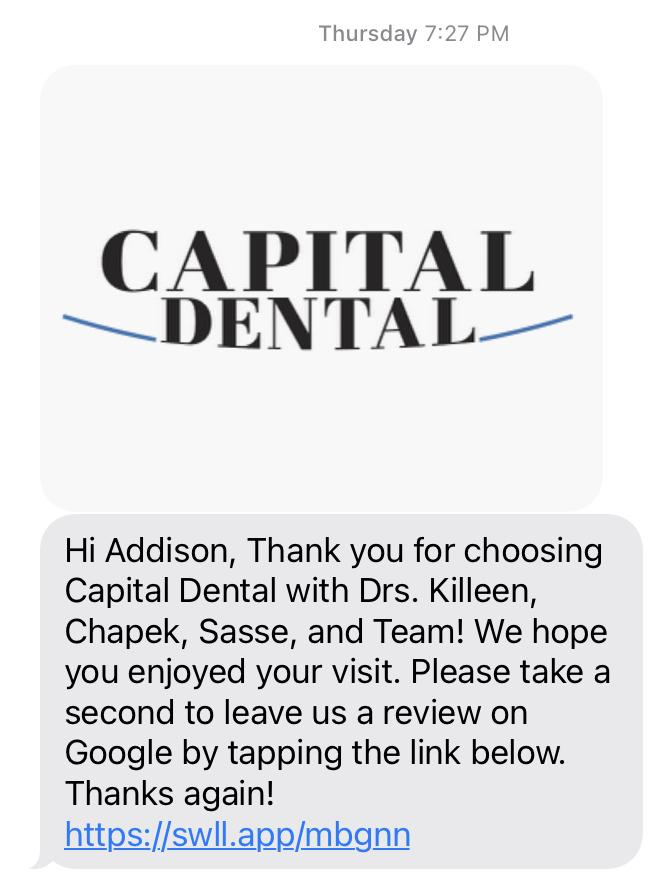 Thursday 7:27 PM
CAPITAL
DENTAL
Hi Addison, Thank you for choosing
Capital Dental with Drs. Killeen,
Chapek, Sasse, and Team! We hope
you enjoyed your visit. Please take a
second to leave us a review on
Google by tapping the link below.
Thanks again!
https://swll.app/mbgnn